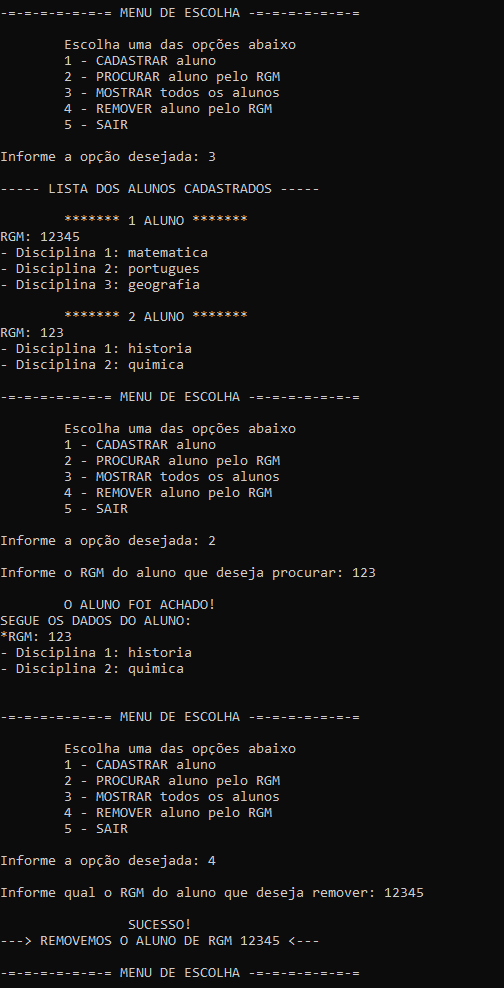 -=-=-=-=-=-=-= MENU DE ESCOLHA -=-=-=-=-=-=-=
Escolha uma das opções abaixo
1 - CADASTRAR aluno
2 - PROCURAR aluno pelo RGM
3 - MOSTRAR todos os alunos
4 - REMOVER aluno pelo RGM
5 - SAIR
Informe a opção desejada: 3
----- LISTA DOS ALUNOS CADASTRADOS -----
******* 1 ALUNO *******
RGM: 12345
- Disciplina 1: matematica
- Disciplina 2: portugues
- Disciplina 3: geografia
******* 2 ALUNO *******
RGM: 123
- Disciplina 1: historia
- Disciplina 2: quimica
-=-=-=-=-=-=-= MENU DE ESCOLHA -=-=-=-=-=-=-=
Escolha uma das opções abaixo
1 - CADASTRAR aluno
2 - PROCURAR aluno pelo RGM
3 - MOSTRAR todos os alunos
4 - REMOVER aluno pelo RGM
5 - SAIR
Informe a opção desejada: 2
Informe o RGM do aluno que deseja procurar: 123
O ALUNO FOI ACHADO!
SEGUE OS DADOS DO ALUNO:
*RGM: 123
- Disciplina 1: historia
- Disciplina 2: quimica
-=-=-=-=-=-=-= MENU DE ESCOLHA -=-=-=-=-=-=-=
Escolha uma das opções abaixo
1 - CADASTRAR aluno
2 - PROCURAR aluno pelo RGM
3 - MOSTRAR todos os alunos
4 - REMOVER aluno pelo RGM
5 - SAIR
Informe a opção desejada: 4
Informe qual o RGM do aluno que deseja remover: 12345
SUCESSO!
---> REMOVEMOS O ALUNO DE RGM 12345 <---
-=-=-=-=-=-=-= MENU DE ESCOLHA -=-=-=-=-=-=-=